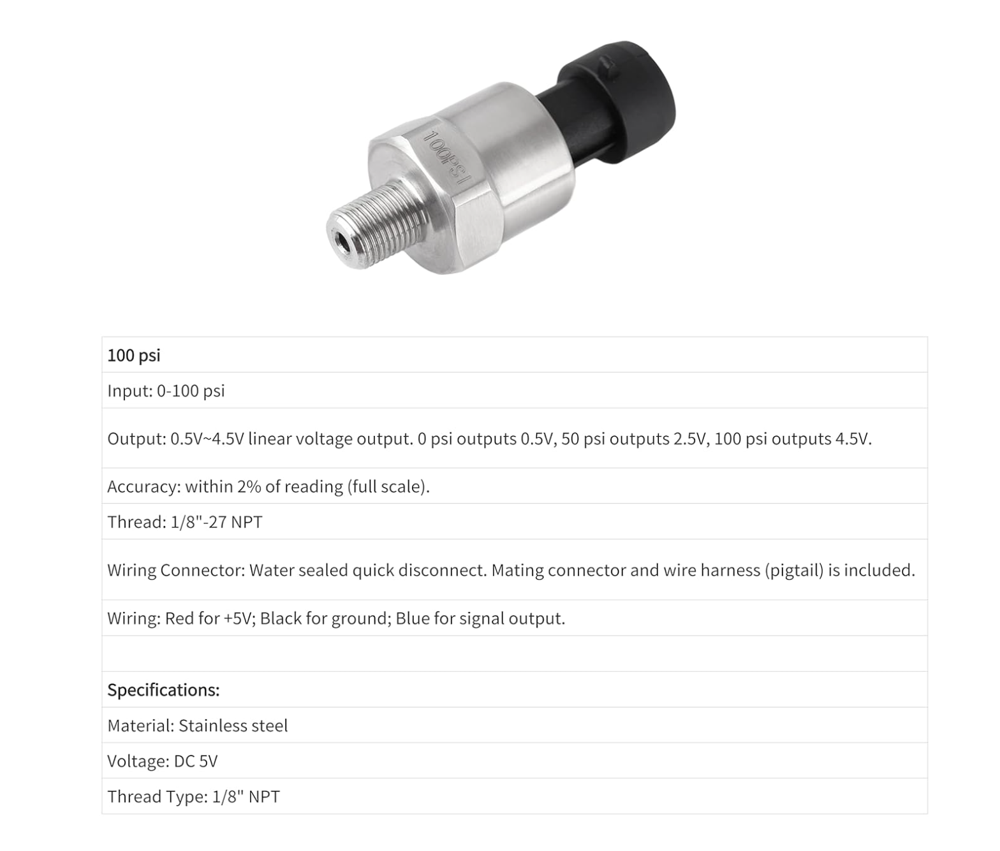 100PSI
100 psi
Input: 0-100 psi
Output: 0.5V~4.5V linear voltage output. 0 psi outputs 0.5V, 50 psi outputs 2.5V, 100 psi outputs 4.5V.
Accuracy: within 2% of reading (full scale).
Thread: 1/8"-27 NPT
Wiring Connector: Water sealed quick disconnect. Mating connector and wire harness (pigtail) is included.
Wiring: Red for +5V; Black for ground; Blue for signal output.
Specifications:
Material: Stainless steel
Voltage: DC 5V
Thread Type: 1/8" NPT